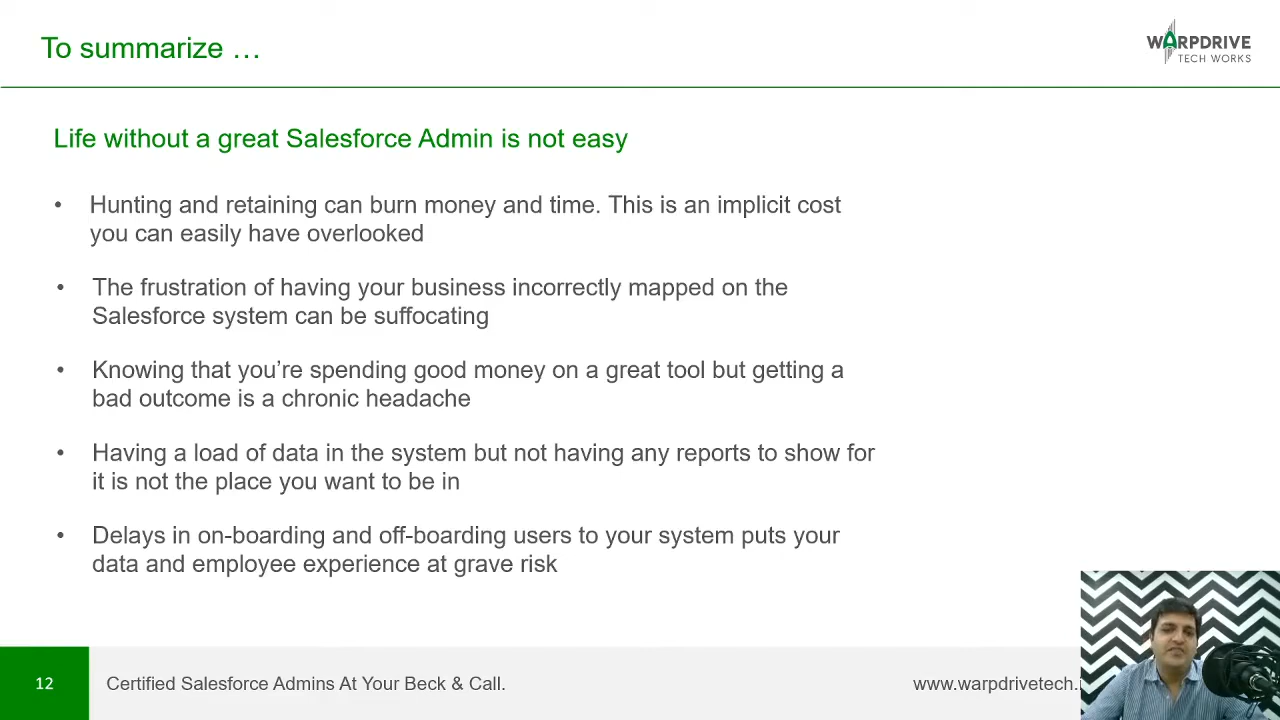 To summarize …
WARPDRIVE
TECH WORKS
Life without a great Salesforce Admin is not easy
• Hunting and retaining can burn money and time. This is an implicit cost
you can easily have overlooked
• The frustration of having your business incorrectly mapped on the
Salesforce system can be suffocating
• Knowing that you’re spending good money on a great tool but getting a
bad outcome is a chronic headache
• Having a load of data in the system but not having any reports to show for
it is not the place you want to be in
• Delays in on-boarding and off-boarding users to your system puts your
data and employee experience at grave risk
12
Certified Salesforce Admins At Your Beck & Call.
www.warpdrivetech.